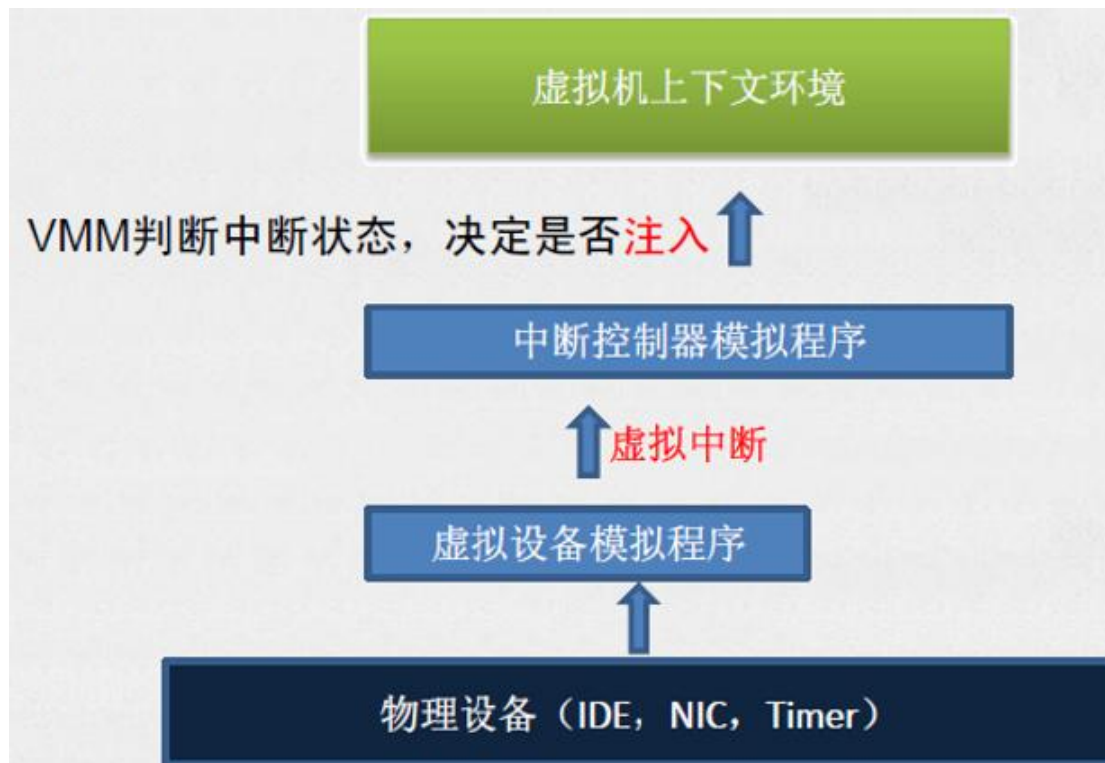 虚拟机上下文环境
VMM判断中断状态，决定是否注入
中断控制器模拟程序
虚拟中断
虚拟设备模拟程序
物理设备（IDE，NIC，Timer）